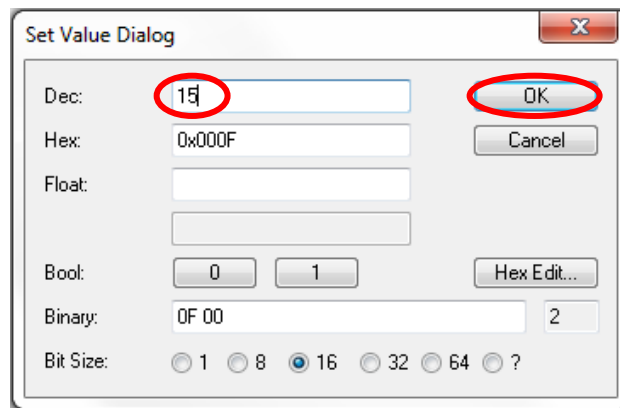 Set Value Dialog
Dec: 15 OK
Hex: 0x000F Cancel
Float:
Bool: 0 1 Hex Edit...
Binary: 0F 00 2
Bit Size: 1 8 16 32 64 ?